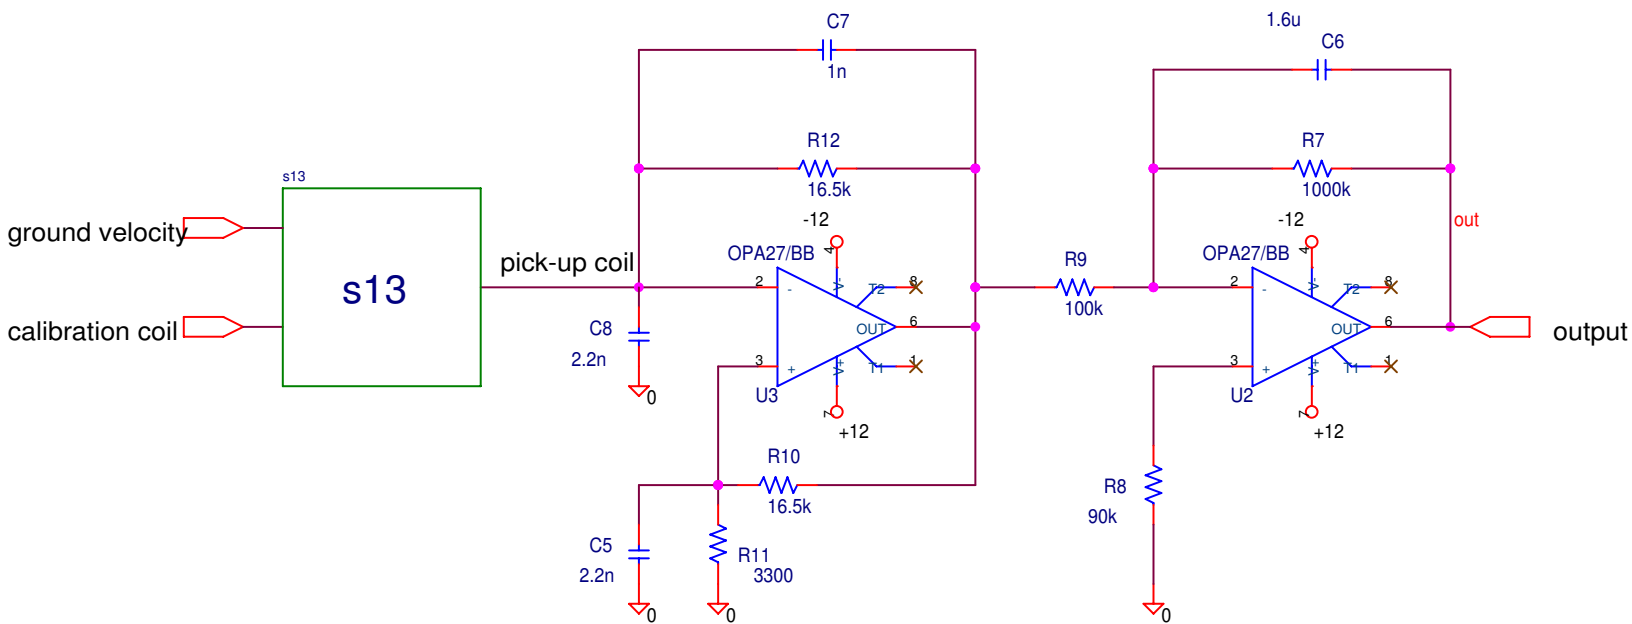 1.6u
C7
C6
1n
R12
R7
16.5k
1000k
s13
-12
-12
out
ground velocity
4
4
OPA27/BB
OPA27/BB
pick-up coil
R9
2
-
V-
T2
8
2
-
V-
T2
8
s13
100k
C8
OUT
6
OUT
6
calibration coil
output
2.2n
3
+
V+
T1
1
3
+
V+
T1
1
0
U3
U2
7
7
+12
+12
R10
R8
16.5k
90k
C5
R11
2.2n
3300
0
0
0